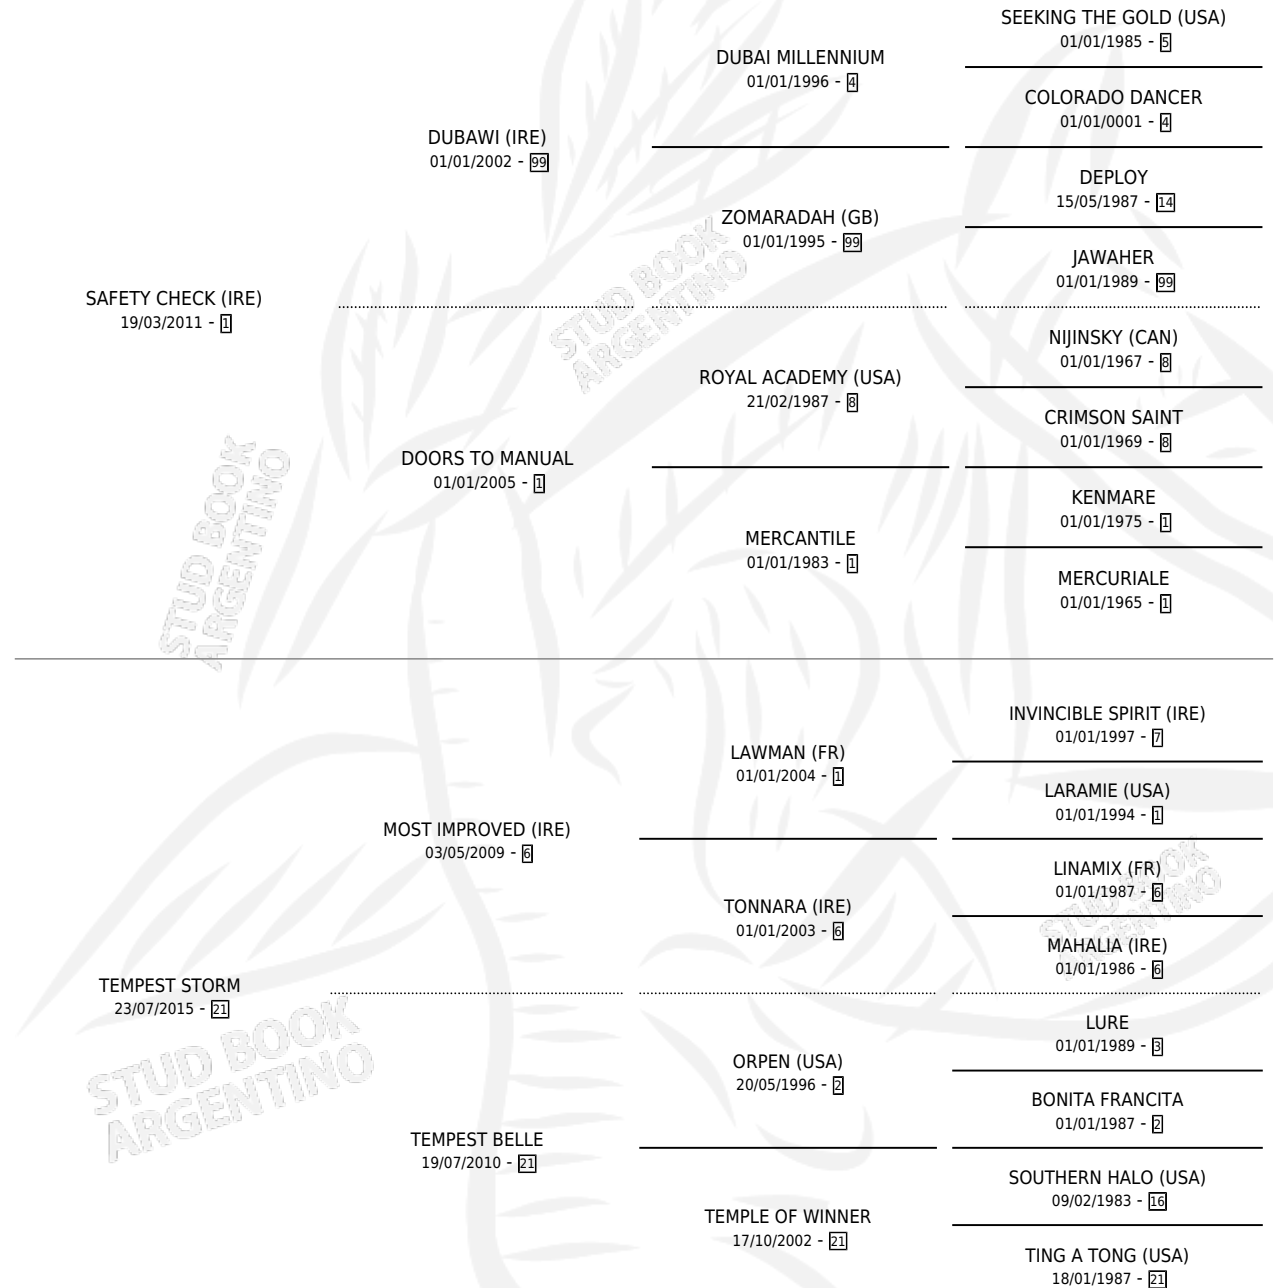 SEEKING THE GOLD (USA)
01/01/1985 - 5
DUBAI MILLENNIUM
01/01/1996 - 4
COLORADO DANCER
01/01/0001 - 4
DUBAWI (IRE)
01/01/2002 - 99
DEPLOY
15/05/1987 - 14
ZOMARADAH (GB)
01/01/1995 - 99
JAWAHER
01/01/1989 - 99
SAFETY CHECK (IRE)
19/03/2011 - 1
NIJINSKY (CAN)
01/01/1967 - 8
ROYAL ACADEMY (USA)
21/02/1987 - 8
CRIMSON SAINT
01/01/1969 - 8
DOORS TO MANUAL
01/01/2005 - 1
KENMARE
01/01/1975 - 1
MERCANTILE
01/01/1983 - 1
MERCURIALE
01/01/1965 - 1
STUD BOOK
ARGENTINO
STUD BOOK
ARGENTINO
INVINCIBLE SPIRIT (IRE)
01/01/1997 - 7
LAWMAN (FR)
01/01/2004 - 1
LARAMIE (USA)
01/01/1994 - 1
MOST IMPROVED (IRE)
03/05/2009 - 6
LINAMIX (FR)
01/01/1987 - 6
TONNARA (IRE)
01/01/2003 - 6
MAHALIA (IRE)
01/01/1986 - 6
TEMPEST STORM
23/07/2015 - 21
LURE
01/01/1989 - 3
ORPEN (USA)
20/05/1996 - 2
BONITA FRANCITA
01/01/1987 - 2
TEMPEST BELLE
19/07/2010 - 21
SOUTHERN HALO (USA)
09/02/1983 - 16
TEMPLE OF WINNER
17/10/2002 - 21
TING A TONG (USA)
18/01/1987 - 21
STUD BOOK
ARGENTINO
STUD BOOK
ARGENTINO